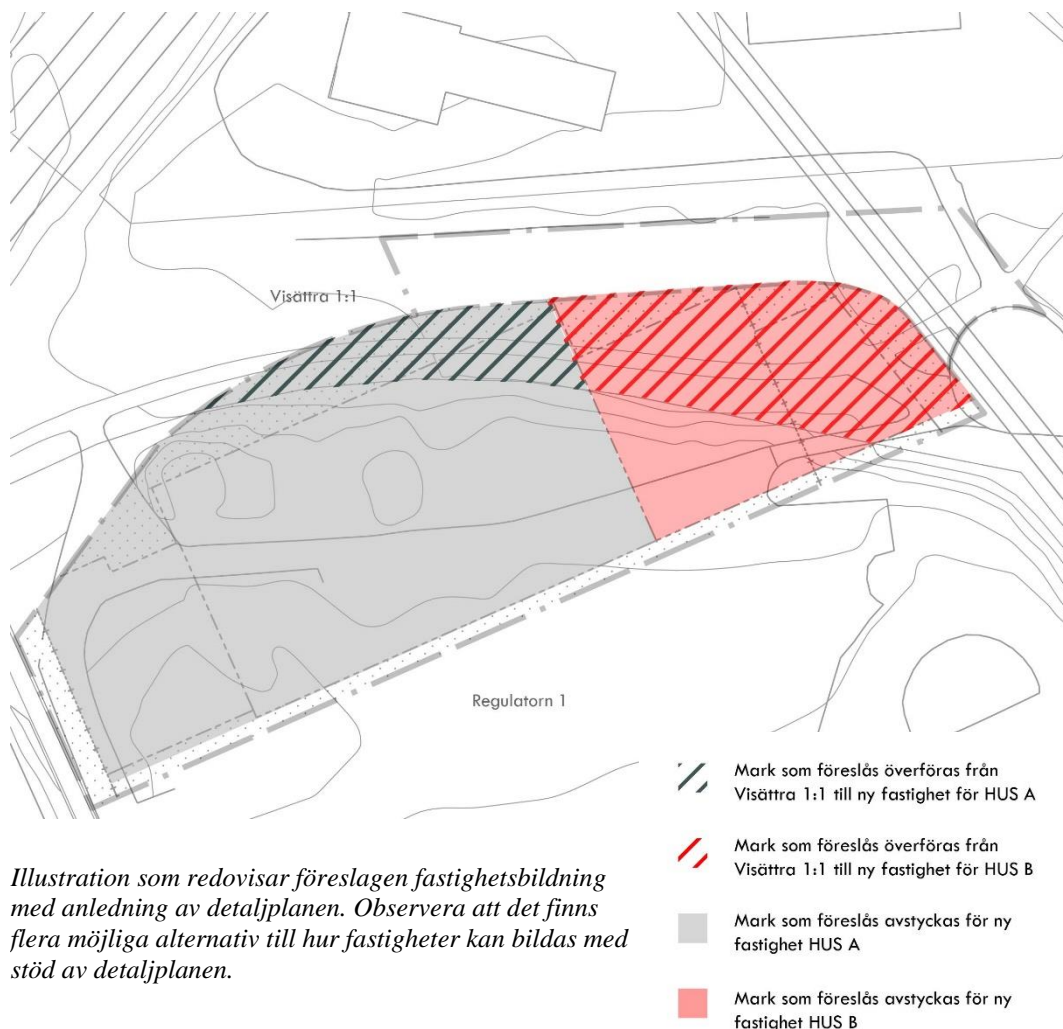 Visättra 1:1
Regulatorn 1
Mark som föreslås överföras från
Visättra 1:1 till ny fastighet för HUS A
Mark som föreslås överföras från
Visättra 1:1 till ny fastighet för HUS B
Mark som föreslås avstyckas för ny
fastighet HUS A
Mark som föreslås avstyckas för ny
fastighet HUS B
Illustration som redovisar föreslagen fastighetsbildning
med anledning av detaljplanen. Observera att det finns
flera möjliga alternativ till hur fastigheter kan bildas med
stöd av detaljplanen.